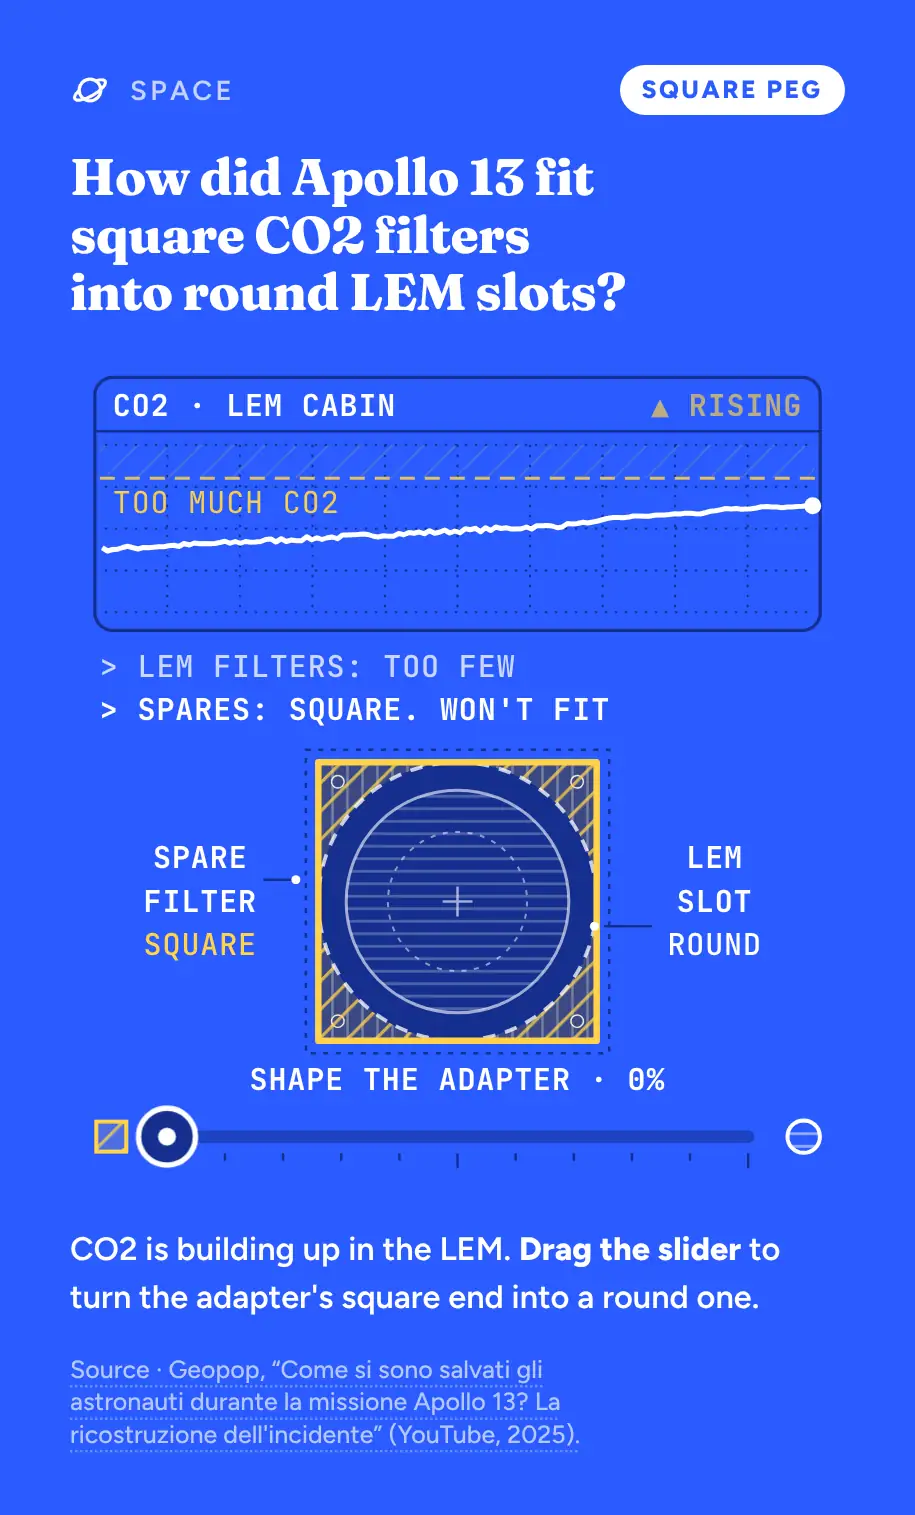 SPACE
SQUARE PEG
How did Apollo 13 fit
square CO2 filters
into round LEM slots?
CO2 · LEM CABIN
▲ RISING
TOO MUCH CO2
> LEM FILTERS: TOO FEW
> SPARES: SQUARE. WON'T FIT
SPARE
FILTER
SQUARE
LEM
SLOT
ROUND
SHAPE THE ADAPTER · 0%
CO2 is building up in the LEM. Drag the slider to
turn the adapter's square end into a round one.
Source · Geopop, “Come si sono salvati gli
astronauti durante la missione Apollo 13? La
ricostruzione dell'incidente” (YouTube, 2025).